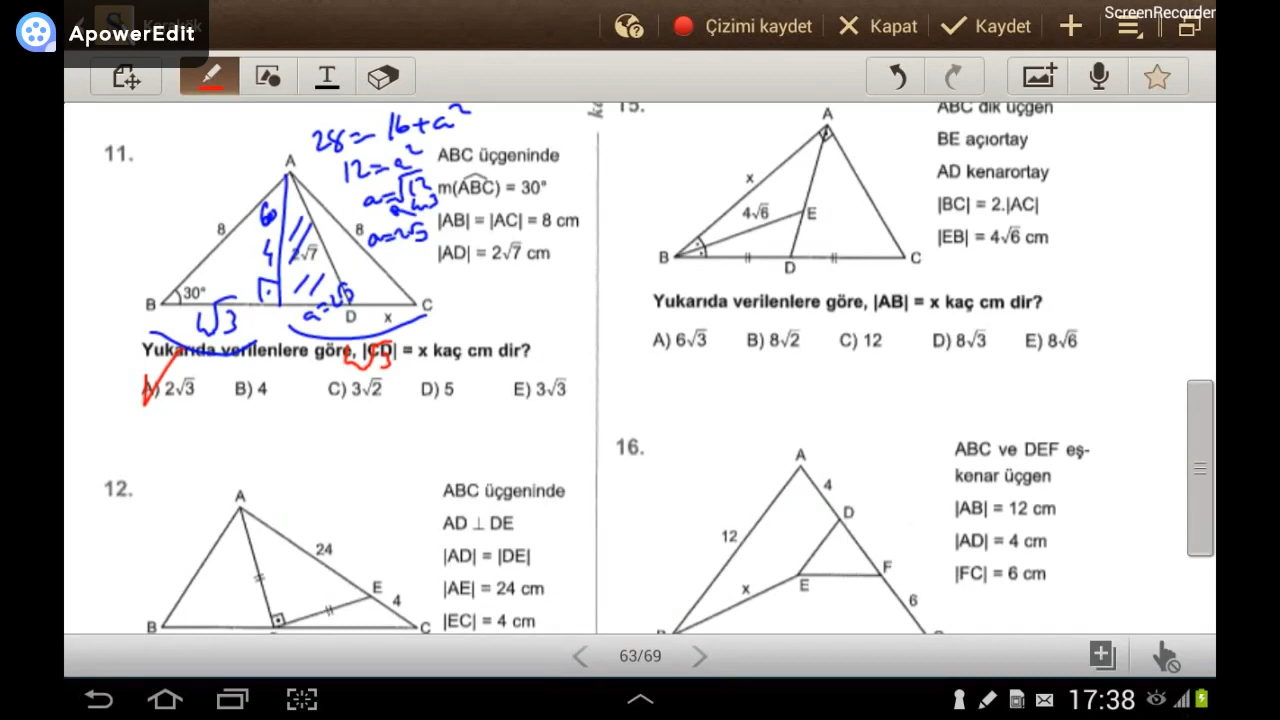 ScreenRecorder
ApowerEdit
Çizimi kaydet
Kapat
Kaydet
T
11.
A
8
8
60
4
2√7
30°
B
D
x
C
4√3
a=2√3
28=16+a²
12=a²
a=√12
a=2√3
ABC üçgeninde
m(ABC) = 30°
|AB| = |AC| = 8 cm
|AD| = 2√7 cm
Yukarıda verilenlere göre, |CD| = x kaç cm dir?
4√3
A) 2√3 B) 4 C) 3√2 D) 5 E) 3√3
12.
A
24
E
4
B
C
ABC üçgeninde
AD ⊥ DE
|AD| = |DE|
|AE| = 24 cm
|EC| = 4 cm
15.
A
x
4√6
E
B
D
C
ABC dik üçgen
BE açıortay
AD kenarortay
|BC| = 2.|AC|
|EB| = 4√6 cm
Yukarıda verilenlere göre, |AB| = x kaç cm dir?
A) 6√3 B) 8√2 C) 12 D) 8√3 E) 8√6
16.
A
4
D
12
F
E
x
6
ABC ve DEF eş-
kenar üçgen
|AB| = 12 cm
|AD| = 4 cm
|FC| = 6 cm
63/69
17:38